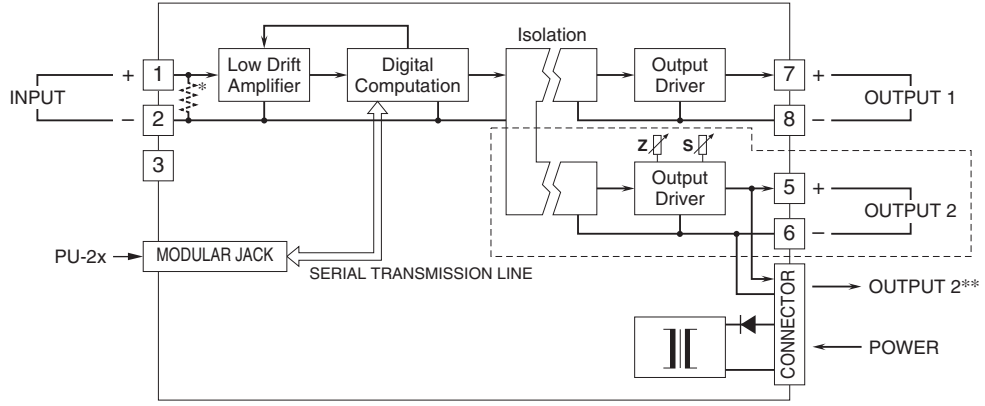 Isolation
INPUT
+
1
*
Low Drift
Amplifier
Digital
Computation
Output
Driver
7
+
OUTPUT 1
−
2
8
−
3
Z
S
Output
Driver
5
+
OUTPUT 2
6
−
PU-2x
MODULAR JACK
SERIAL TRANSMISSION LINE
CONNECTOR
OUTPUT 2**
POWER